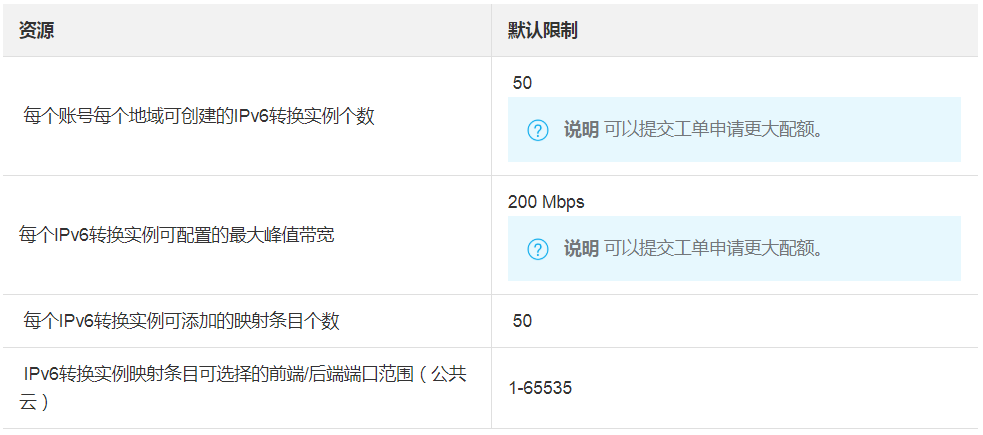 资源
默认限制
每个账号每个地域可创建的IPv6转换实例个数
50
说明 可以提交工单申请更大配额。
每个IPv6转换实例可配置的最大峰值带宽
200 Mbps
说明 可以提交工单申请更大配额。
每个IPv6转换实例可添加的映射条目个数
50
IPv6转换实例映射条目可选择的前端/后端端口范围（公共
云）
1-65535